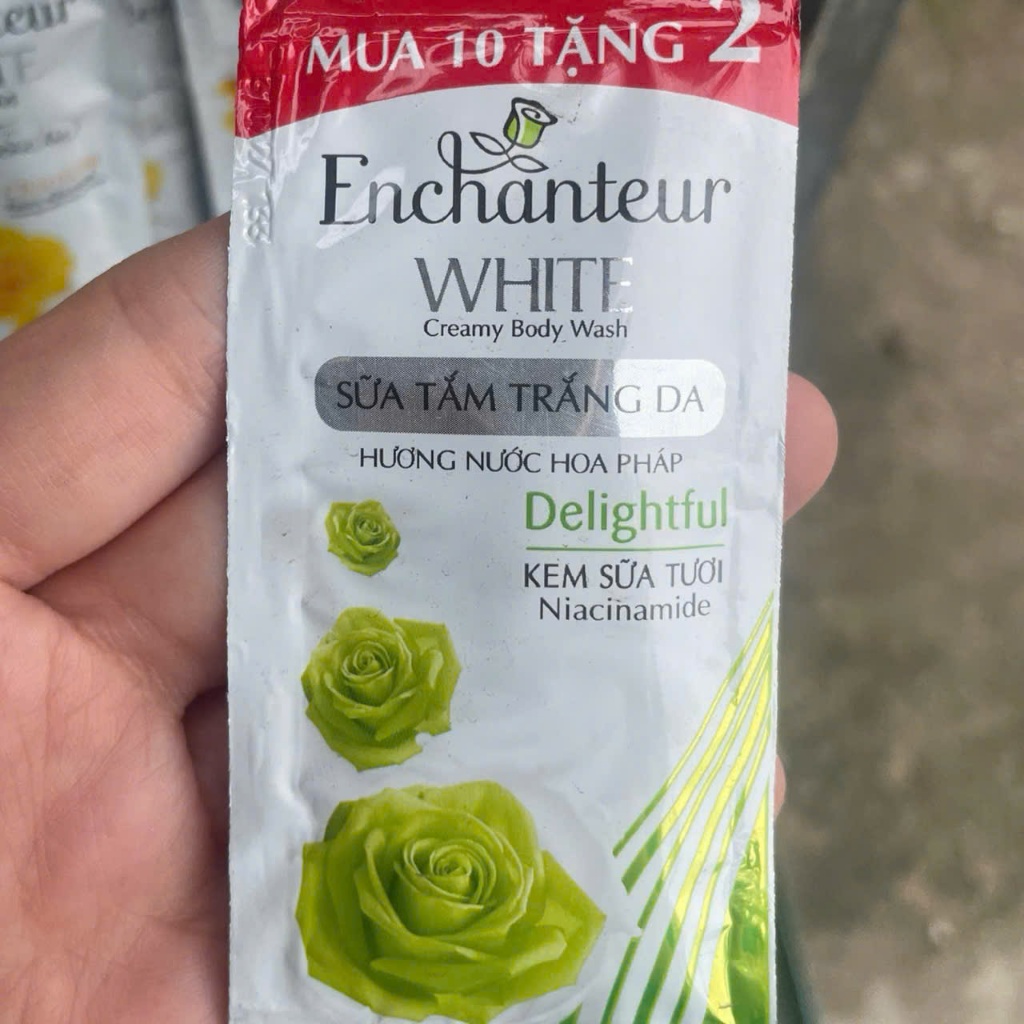 MUA 10 TẶNG 2
Enchanteur
WHITE
Creamy Body Wash
SỮA TẮM TRẮNG DA
HƯƠNG NƯỚC HOA PHÁP
Delightful
KEM SỮA TƯƠI
Niacinamide